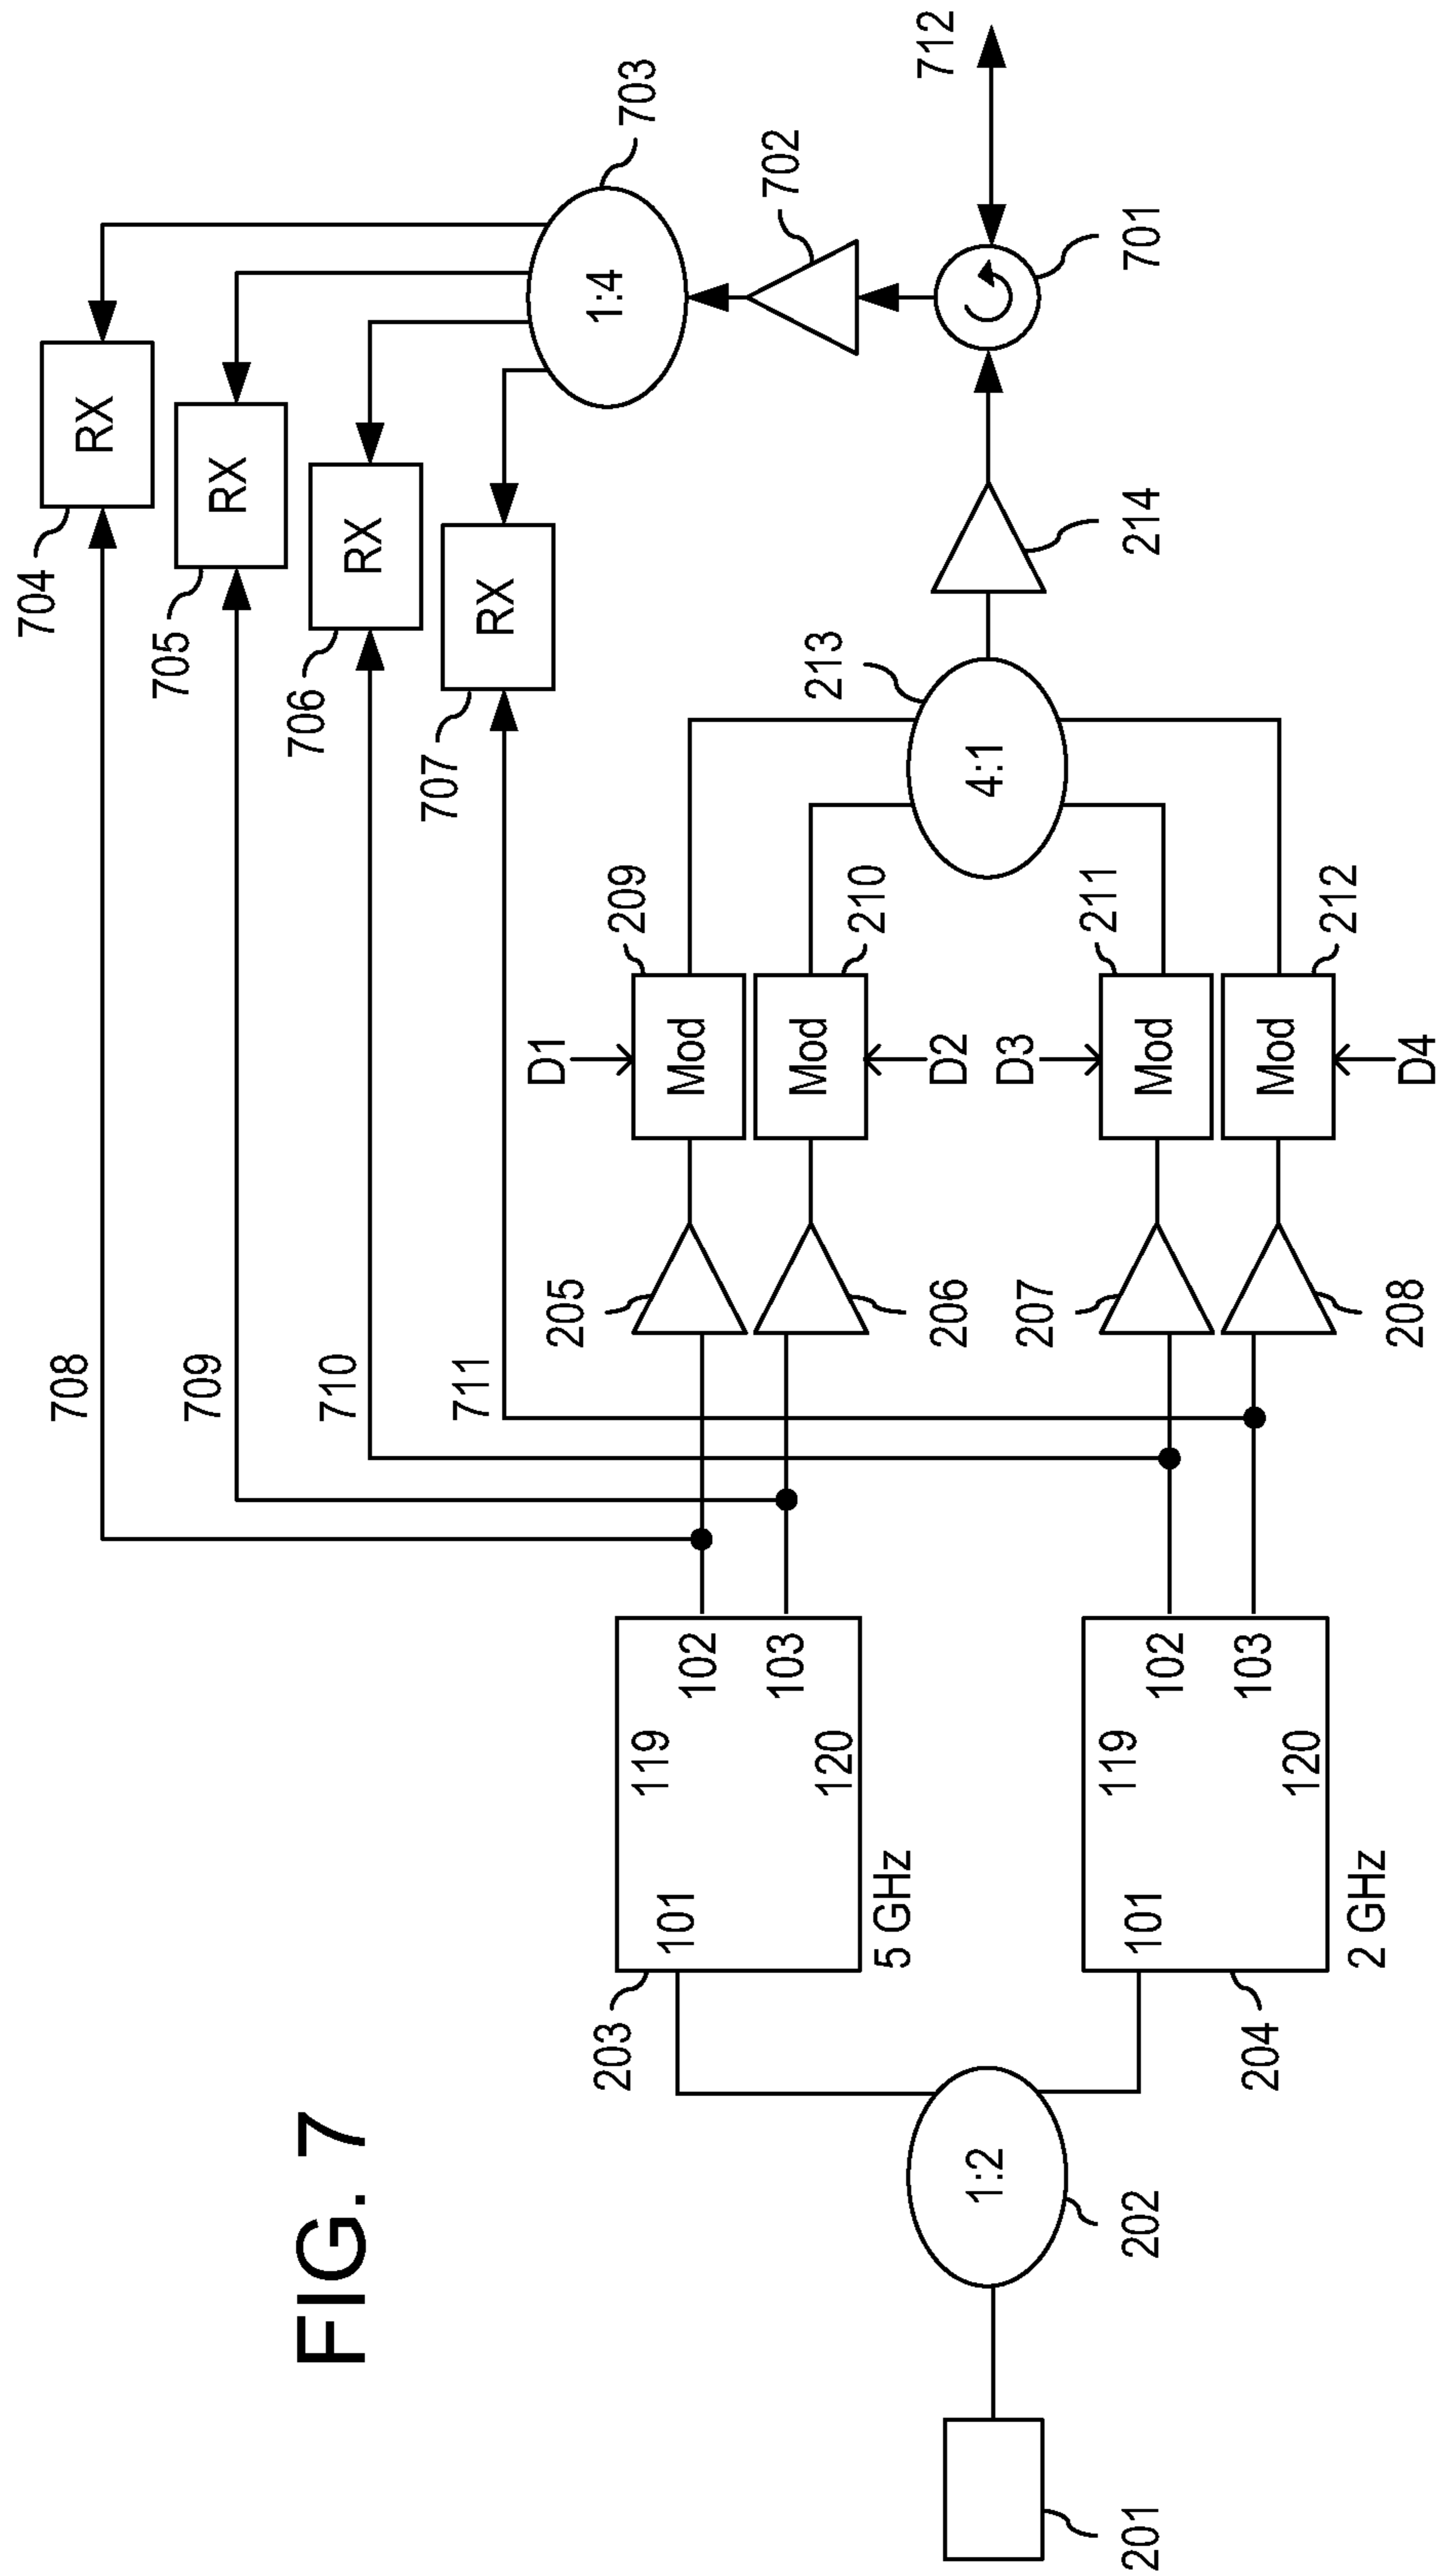 FIG. 7
201
202
1:2
203
101
119
102
103
120
5 GHz
204
101
119
102
103
120
2 GHz
708
709
710
711
205
206
207
208
D1
D2
D3
D4
Mod
Mod
Mod
Mod
209
210
211
212
213
4:1
214
704
705
706
707
RX
RX
RX
RX
703
1:4
702
701
712